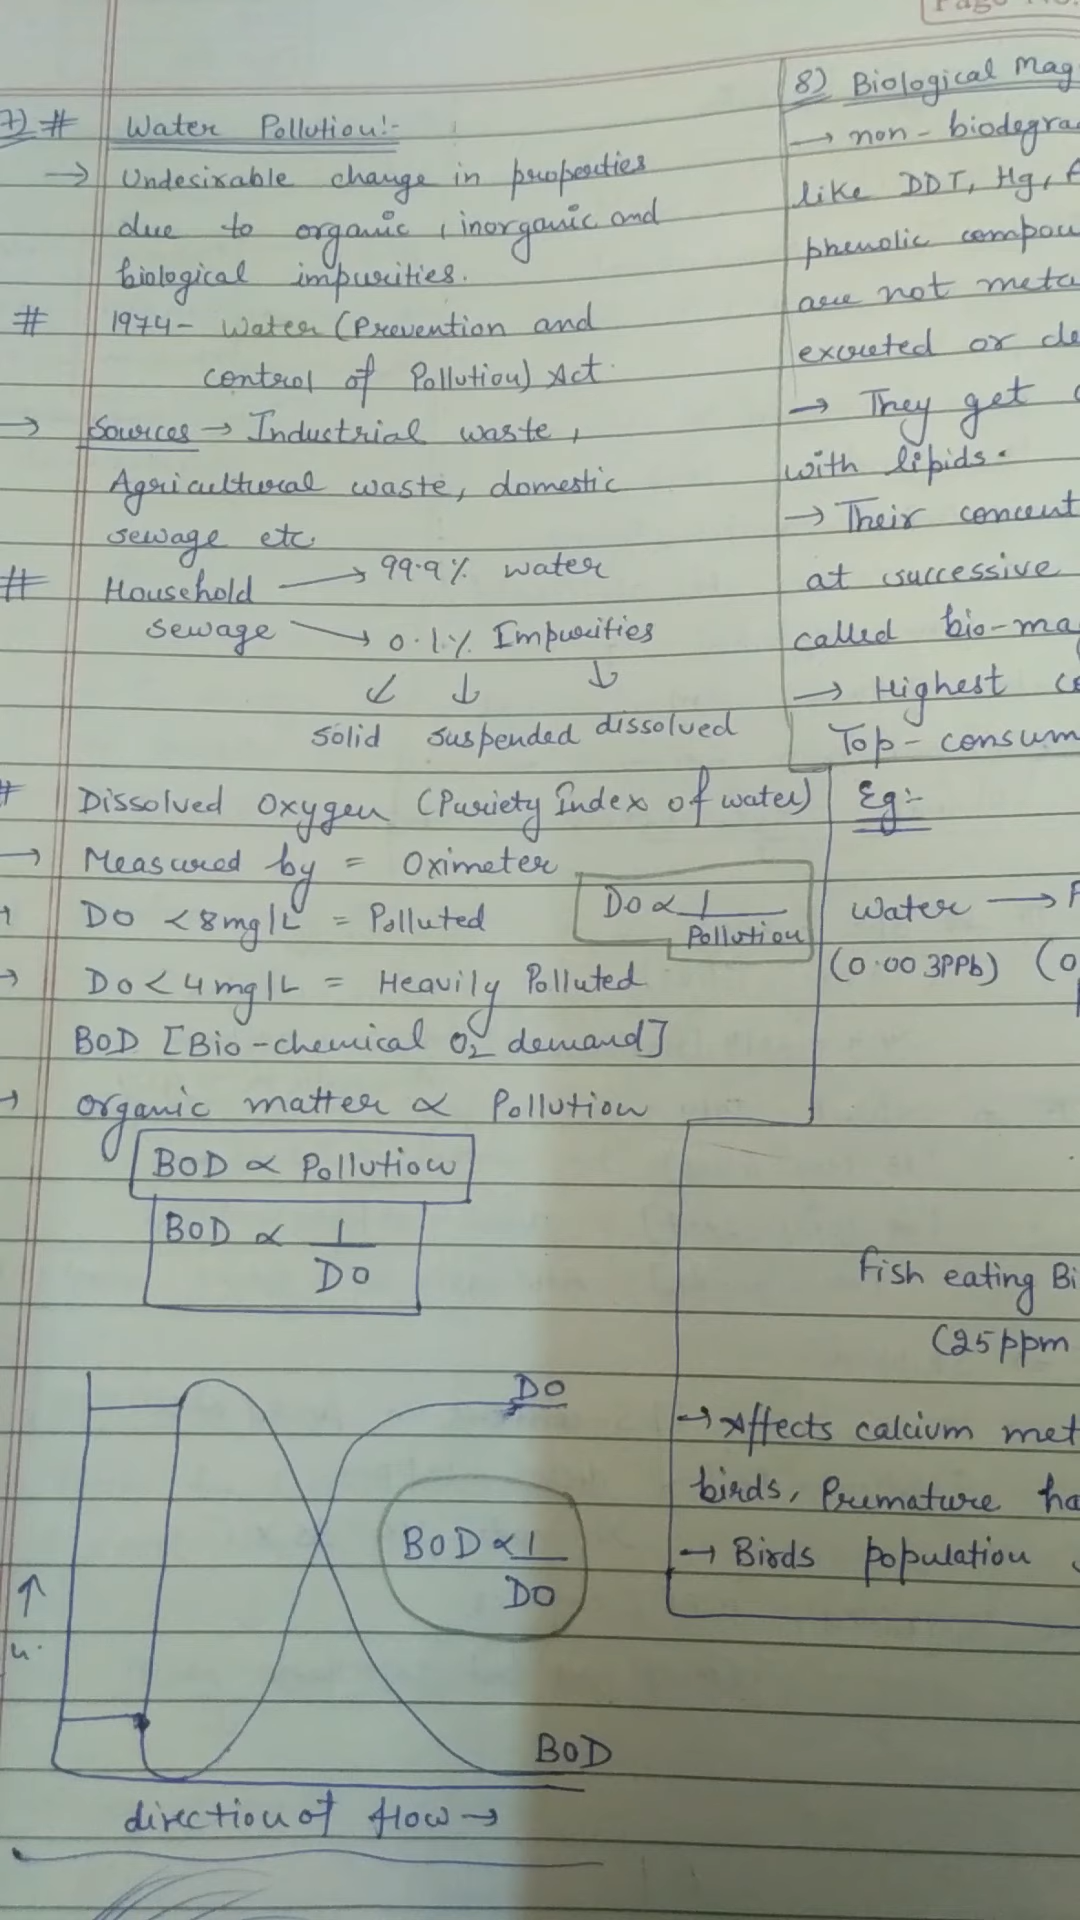 Page No.
7) # Water Pollution:-
→ Undesirable change in properties
due to organic, inorganic and
biological impurities.
# 1974 - Water (Prevention and
control of Pollution) Act.
→ Sources → Industrial waste,
Agricultural waste, domestic
sewage etc.
# Household → 99.9% water
sewage → 0.1% Impurities
↙ ↓ ↓
solid suspended dissolved
# Dissolved oxygen (Puriety Index of water)
→ Measured by = Oximeter
→ DO < 8mg/L = Polluted
DO ∝ 1/Pollution
→ DO < 4mg/L = Heavily Polluted
BOD [Bio-chemical O2 demand]
→ organic matter ∝ Pollution
BOD ∝ Pollution
BOD ∝ 1/DO
DO
BOD ∝ 1/DO
↑
BOD
direction of flow →
8) Biological Mag
→ non-biodegra
like DDT, Hg,
phenolic compou
are not meta
excreted or de
→ They get
with lipids.
→ Their concent
at successive
called bio-ma
→ Highest
Top-consum
Eg:-
Water →
(0.003PPb) (0
fish eating Bi
(25ppm
→ Affects calcium met
birds, Premature ha
→ Birds population